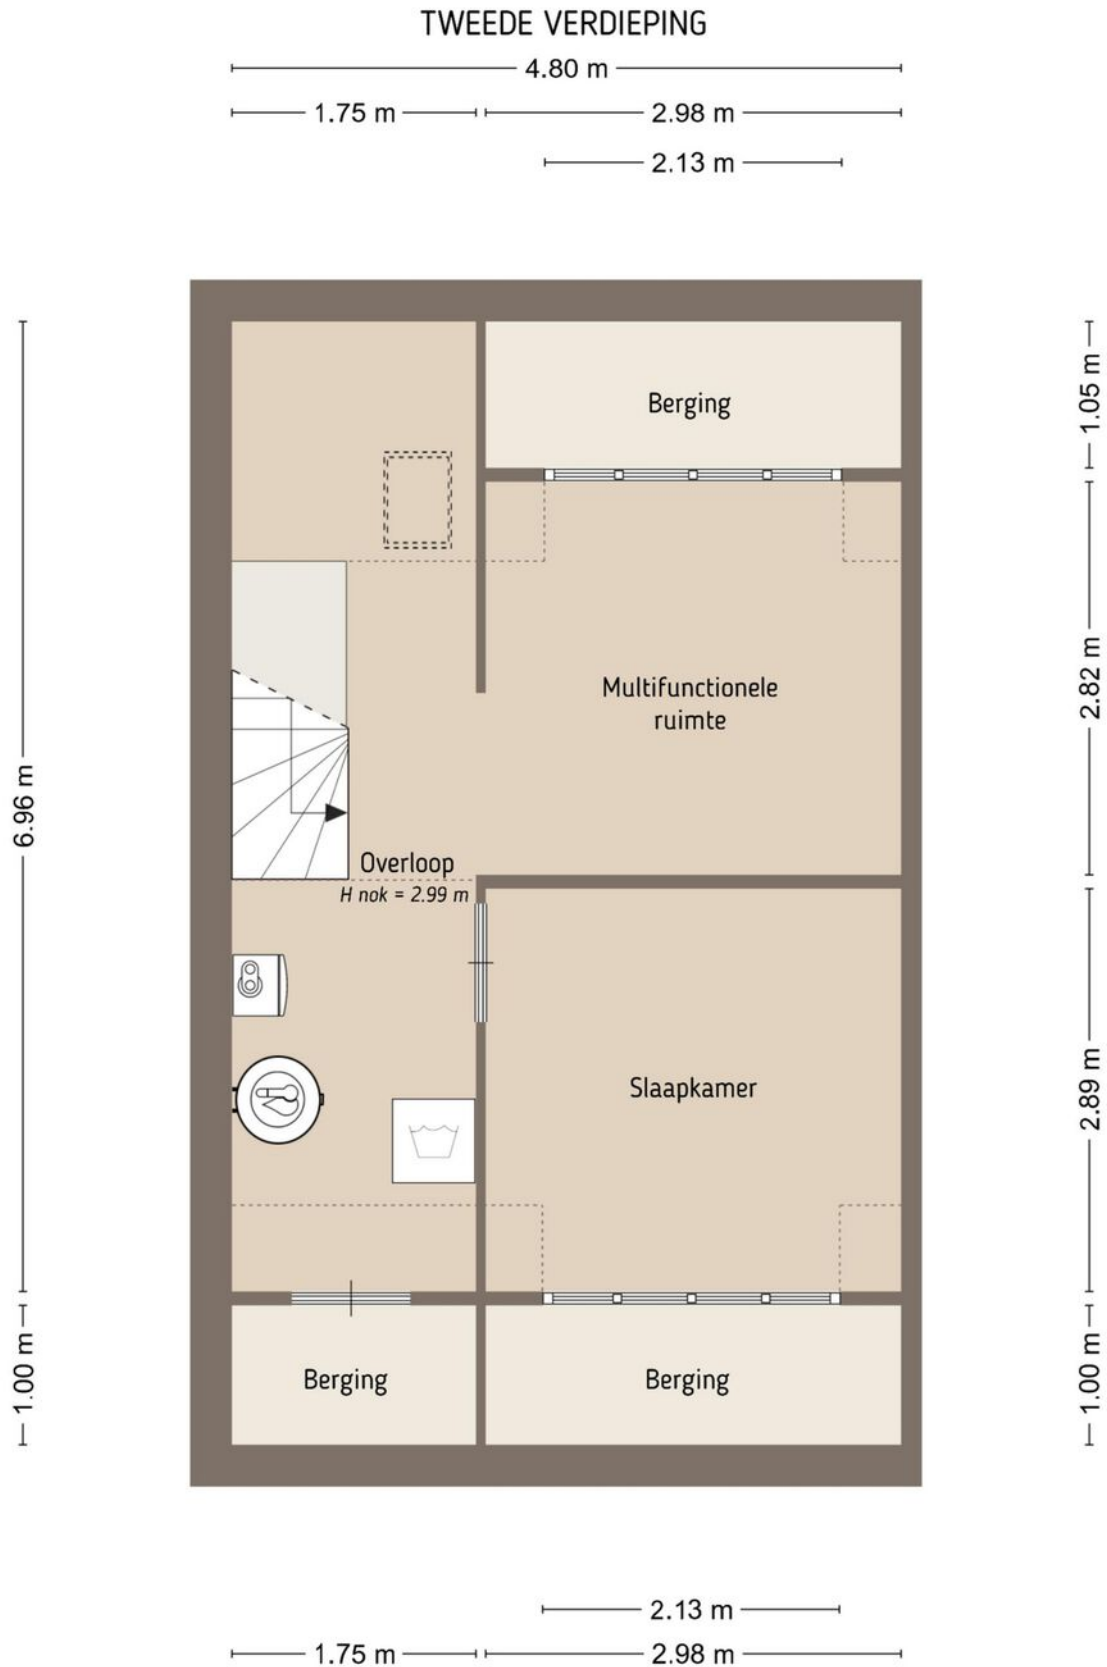 TWEEDE VERDIEPING
4.80 m
1.75 m
2.98 m
2.13 m
1.05 m
Berging
2.82 m
Multifunctionele
ruimte
6.96 m
Overloop
H nok = 2.99 m
2.89 m
Slaapkamer
1.00 m
Berging
Berging
1.00 m
2.13 m
1.75 m
2.98 m